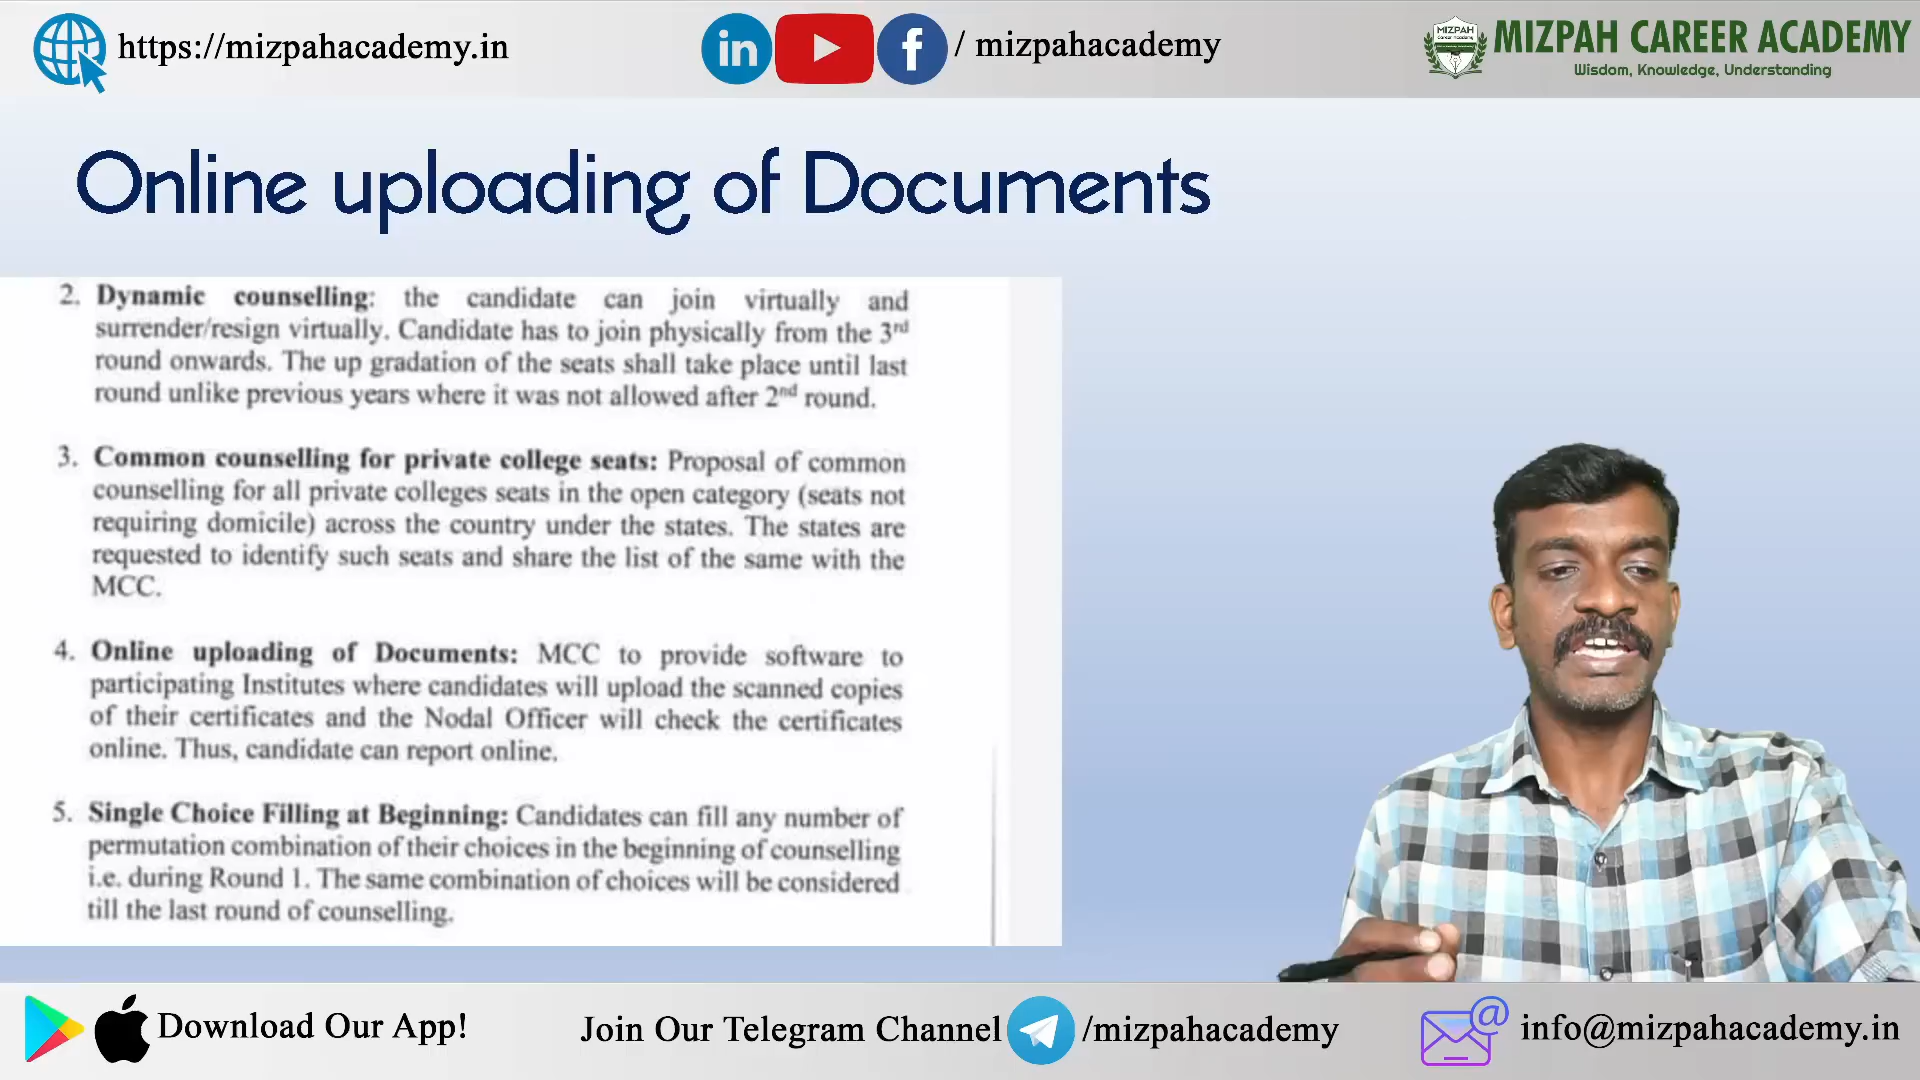 https://mizpahacademy.in
in
f
/ mizpahacademy
MIZPAH
MIZPAH CAREER ACADEMY
Wisdom, Knowledge, Understanding
Online uploading of Documents
2. Dynamic counselling: the candidate can join virtually and
surrender/resign virtually. Candidate has to join physically from the 3rd
round onwards. The up gradation of the seats shall take place until last
round unlike previous years where it was not allowed after 2nd round.
3. Common counselling for private college seats: Proposal of common
counselling for all private colleges seats in the open category (seats not
requiring domicile) across the country under the states. The states are
requested to identify such seats and share the list of the same with the
MCC.
4. Online uploading of Documents: MCC to provide software to
participating Institutes where candidates will upload the scanned copies
of their certificates and the Nodal Officer will check the certificates
online. Thus, candidate can report online.
5. Single Choice Filling at Beginning: Candidates can fill any number of
permutation combination of their choices in the beginning of counselling
i.e. during Round 1. The same combination of choices will be considered
till the last round of counselling.
Download Our App!
Join Our Telegram Channel
/mizpahacademy
@
info@mizpahacademy.in